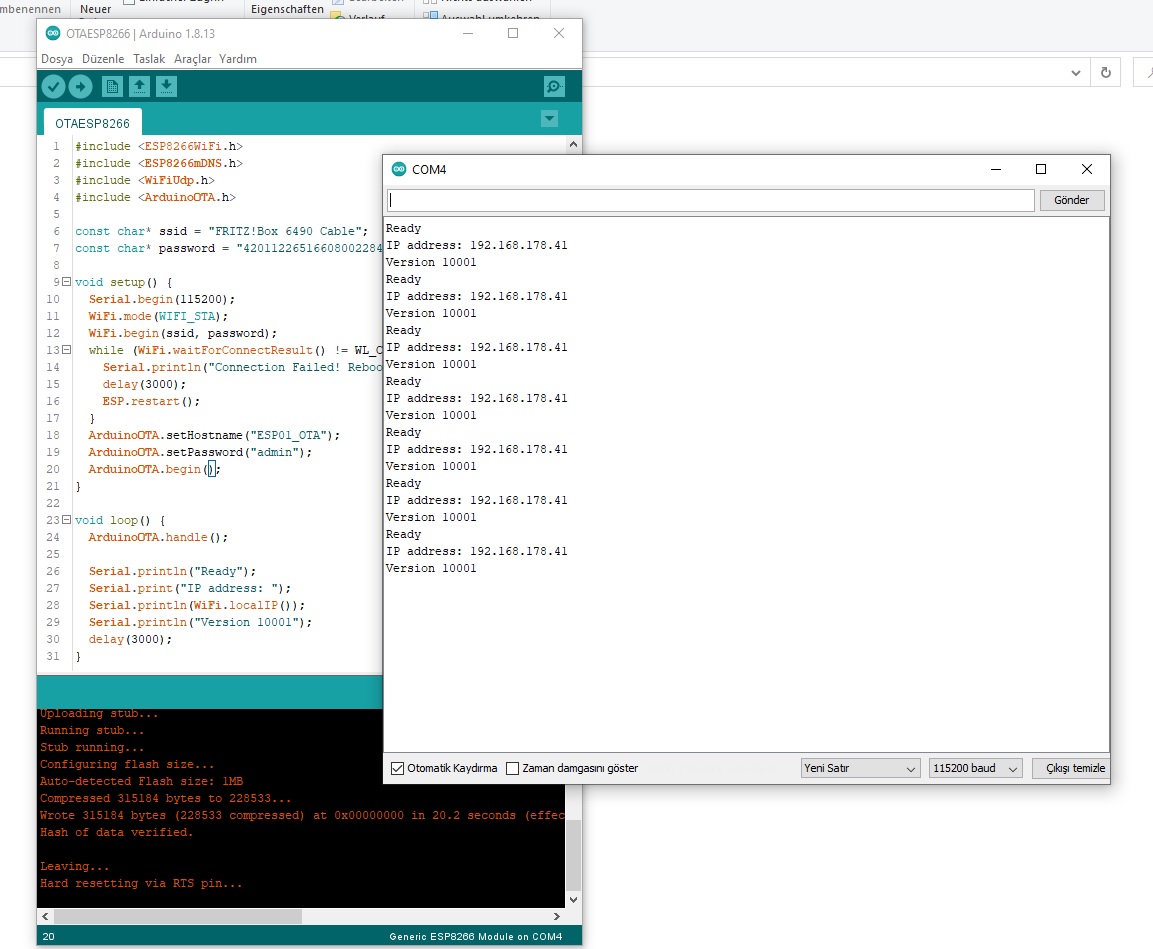 umbenennen
Neuer
Eigenschaften
Verlauf
Auswahl umkehren
OTAESP8266 | Arduino 1.8.13
Dosya Düzenle Taslak Araçlar Yardım
OTAESP8266
1 #include <ESP8266WiFi.h>
2 #include <ESP8266mDNS.h>
3 #include <WiFiUdp.h>
4 #include <ArduinoOTA.h>
5
6 const char* ssid = "FRITZ!Box 6490 Cable";
7 const char* password = "42011226516608002284
8
9 void setup() {
10 Serial.begin(115200);
11 WiFi.mode(WIFI_STA);
12 WiFi.begin(ssid, password);
13 while (WiFi.waitForConnectResult() != WL_C
14 Serial.println("Connection Failed! Reboo
15 delay(3000);
16 ESP.restart();
17 }
18 ArduinoOTA.setHostname("ESP01_OTA");
19 ArduinoOTA.setPassword("admin");
20 ArduinoOTA.begin();
21 }
22
23 void loop() {
24 ArduinoOTA.handle();
25
26 Serial.println("Ready");
27 Serial.print("IP address: ");
28 Serial.println(WiFi.localIP());
29 Serial.println("Version 10001");
30 delay(3000);
31 }
Uploading stub...
Running stub...
Stub running...
Configuring flash size...
Auto-detected Flash size: 1MB
Compressed 315184 bytes to 228533...
Wrote 315184 bytes (228533 compressed) at 0x00000000 in 20.2 seconds (effec
Hash of data verified.
Leaving...
Hard resetting via RTS pin...
20 Generic ESP8266 Module on COM4
COM4
Gönder
Ready
IP address: 192.168.178.41
Version 10001
Ready
IP address: 192.168.178.41
Version 10001
Ready
IP address: 192.168.178.41
Version 10001
Ready
IP address: 192.168.178.41
Version 10001
Ready
IP address: 192.168.178.41
Version 10001
Ready
IP address: 192.168.178.41
Version 10001
Ready
IP address: 192.168.178.41
Version 10001
Otomatik Kaydırma Zaman damgasını göster Yeni Satır 115200 baud Çıkışı temizle